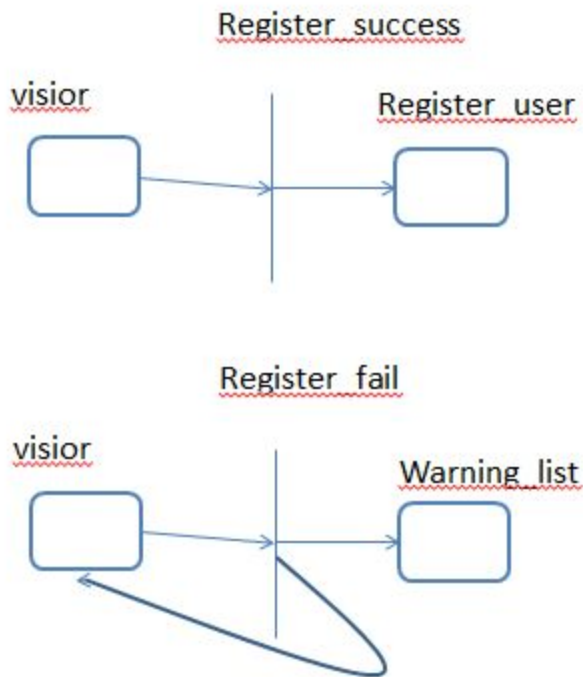 Register_success
visior
Register_user
Register_fail
visior
Warning_list